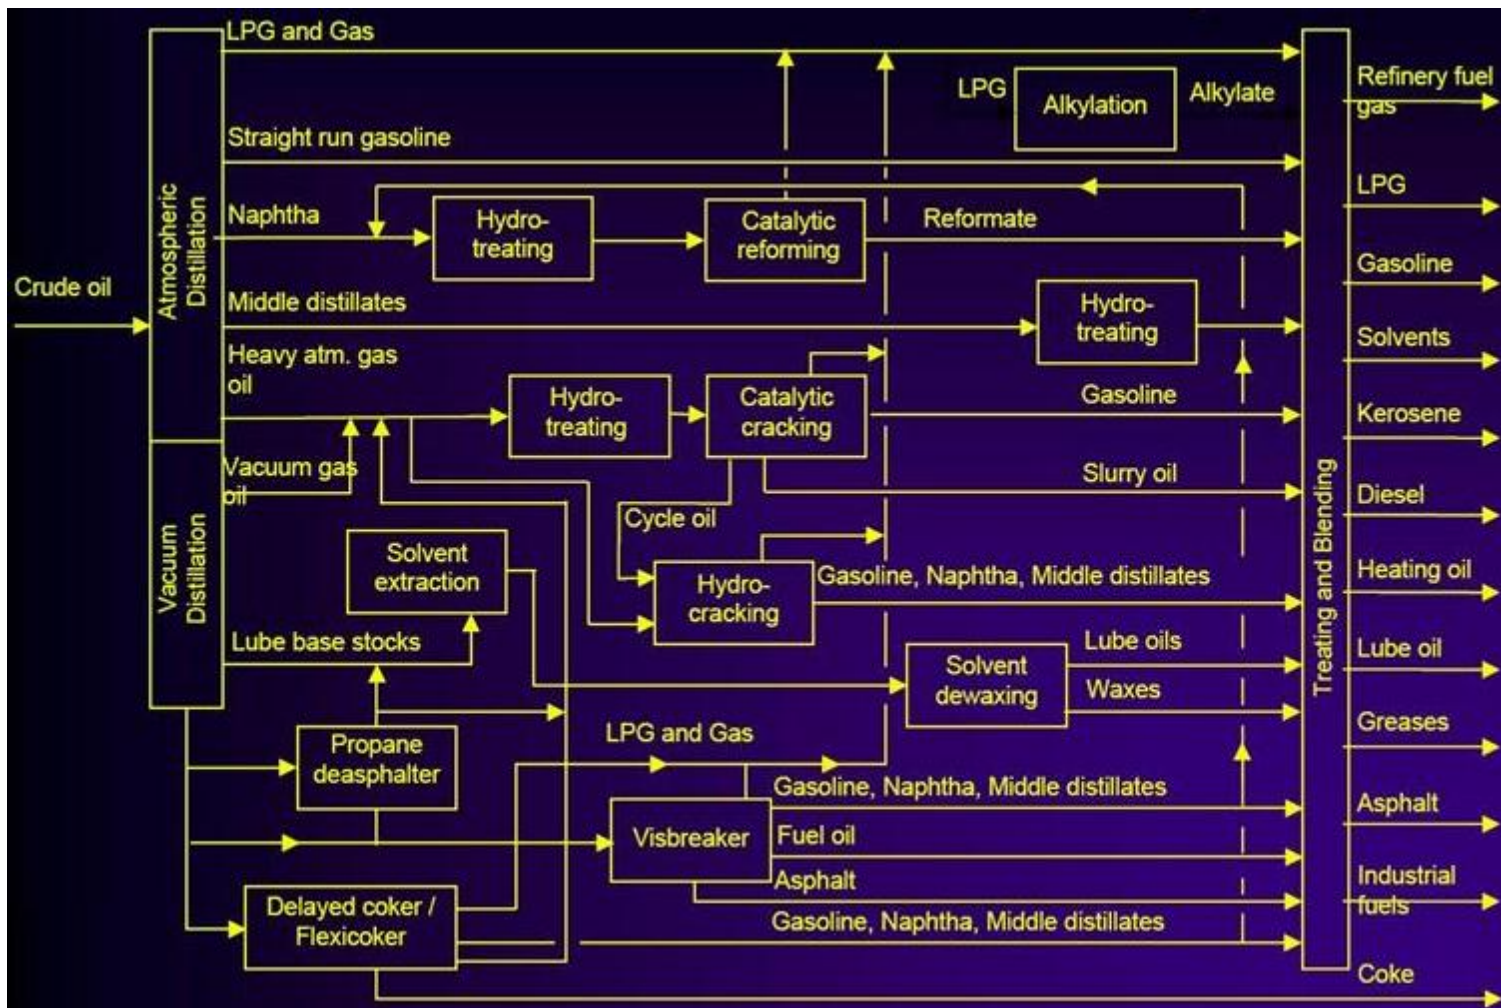 LPG and Gas
LPG
Alkylation
Alkylate
Refinery fuel
gas
Straight run gasoline
LPG
Atmospheric
Distillation
Naphtha
Hydro-
treating
Catalytic
reforming
Reformate
Gasoline
Crude oil
Middle distillates
Hydro-
treating
Solvents
Heavy atm. gas
oil
Hydro-
treating
Catalytic
cracking
Gasoline
Kerosene
Vacuum gas
oil
Slurry oil
Diesel
Cycle oil
Vacuum
Distillation
Solvent
extraction
Hydro-
cracking
Gasoline, Naphtha, Middle distillates
Heating oil
Treating and Blending
Lube base stocks
Solvent
dewaxing
Lube oils
Waxes
Lube oil
Propane
deasphalter
LPG and Gas
Greases
Visbreaker
Gasoline, Naphtha, Middle distillates
Fuel oil
Asphalt
Asphalt
Delayed coker /
Flexicoker
Gasoline, Naphtha, Middle distillates
Industrial
fuels
Coke